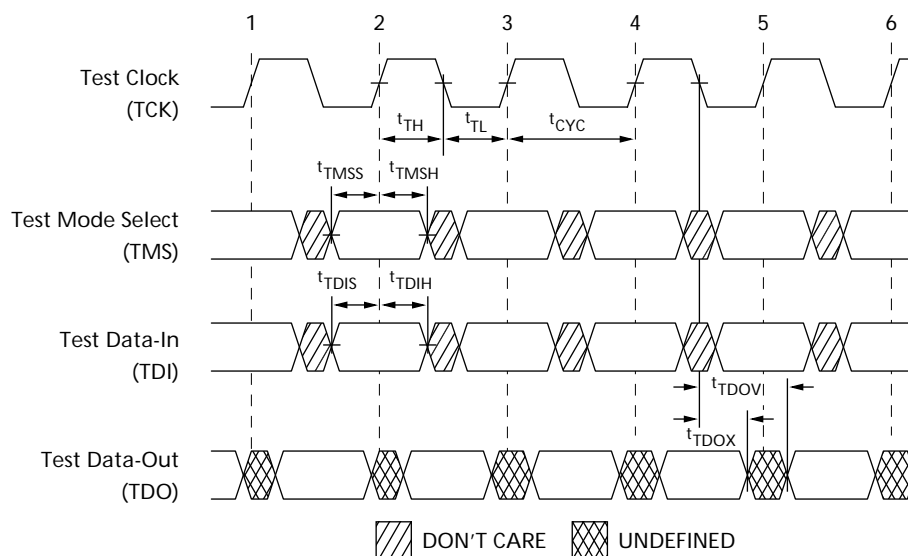 1 2 3 4 5 6
Test Clock
(TCK)
tTH tTL tCYC
tTMSS tTMSH
Test Mode Select
(TMS)
tTDIS tTDIH
Test Data-In
(TDI)
tTDOV
tTDOX
Test Data-Out
(TDO)
DON'T CARE UNDEFINED